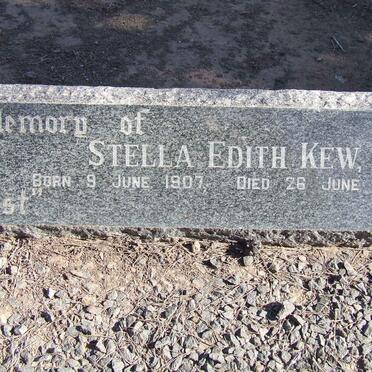 Memory of
STELLA EDITH KEW,
BORN 9 JUNE 1907, DIED 26 JUNE
st"